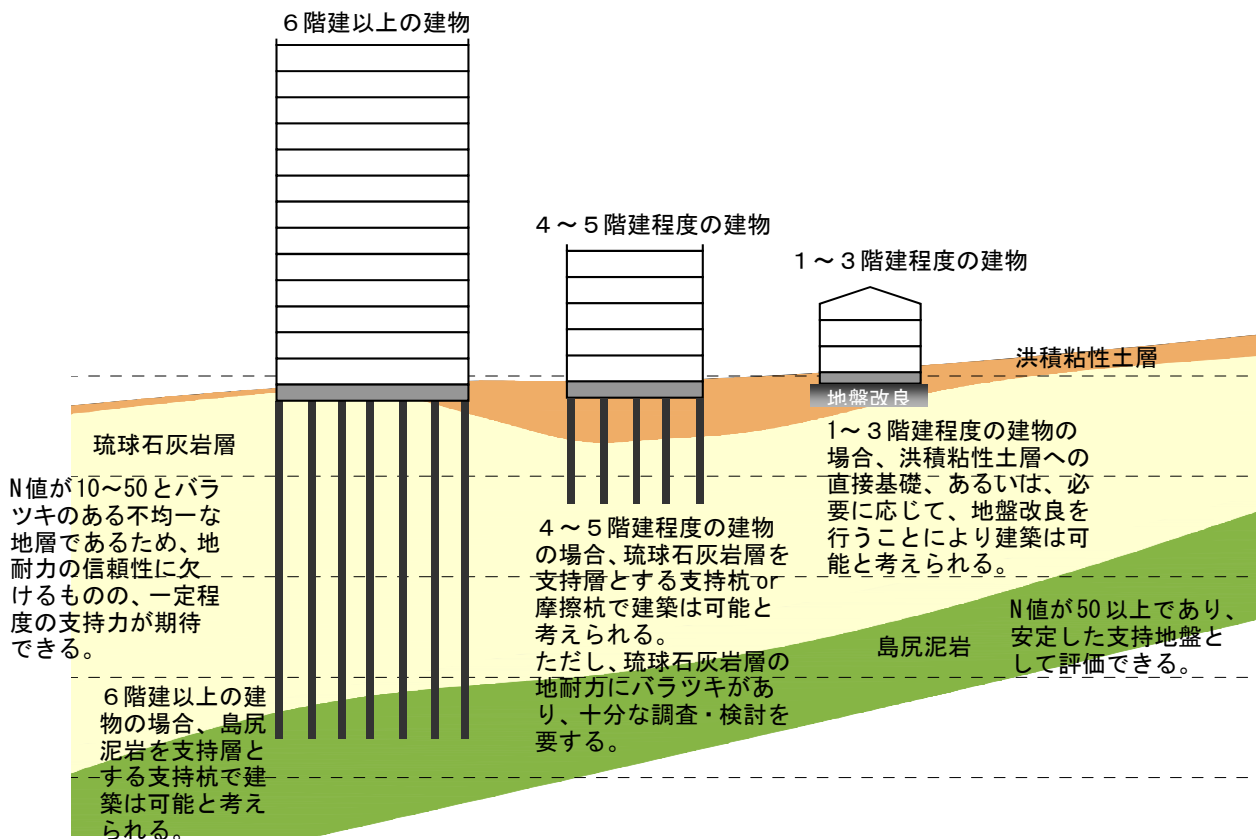 ６階建以上の建物
４～５階建程度の建物
１～３階建程度の建物
洪積粘性土層
地盤改良
琉球石灰岩層
N値が10～50とバラ
ツキのある不均一な
地層であるため、地
耐力の信頼性に欠
けるものの、一定程
度の支持力が期待
できる。
1～３階建程度の建物の
場合、洪積粘性土層への
直接基礎、あるいは、必
要に応じて、地盤改良を
行うことにより建築は可
能と考えられる。
４～５階建程度の建物
の場合、琉球石灰岩層を
支持層とする支持杭or
摩擦杭で建築は可能と
考えられる。
ただし、琉球石灰岩層の
地耐力にバラツキがあ
り、十分な調査・検討を
要する。
島尻泥岩
N値が50以上であり、
安定した支持地盤と
して評価できる。
６階建以上の建
物の場合、島尻
泥岩を支持層と
する支持杭で建
築は可能と考え
られる。